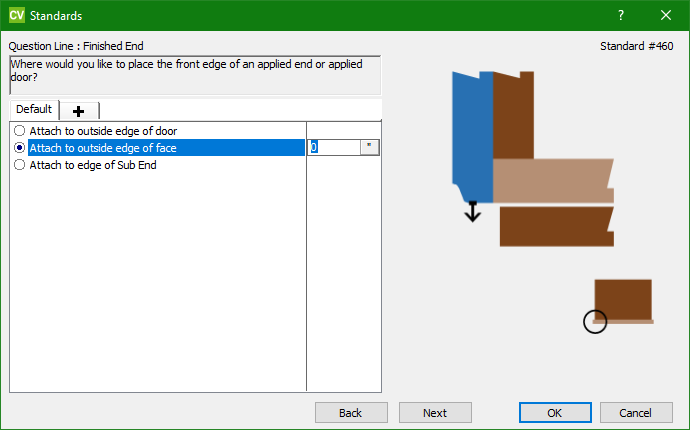 CV Standards ? ×
Question Line : Finished End Standard #460
Where would you like to place the front edge of an applied end or applied
door?
Default +
Attach to outside edge of door
Attach to outside edge of face 0 "
Attach to edge of Sub End
Back Next OK Cancel